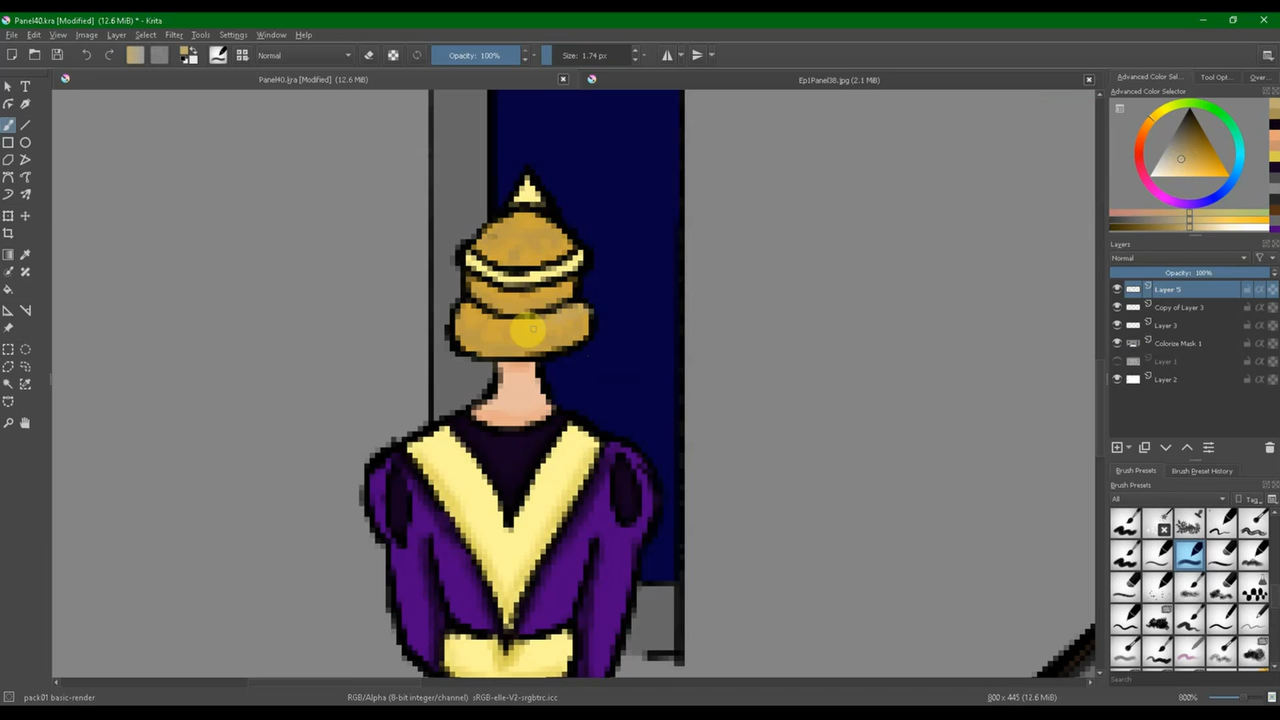 Panel40.kra [Modified] (12.6 MiB) * - Krita
File Edit View Image Layer Select Filter Tools Settings Window Help
Normal Opacity: 100% Size: 1.74 px
Panel40.kra [Modified] (12.6 MiB) Ep1Panel38.jpg (2.1 MiB)
Advanced Color Sel... Tool Opt... Over...
Advanced Color Selector
Layers
Normal
Opacity: 100%
Layer 5
Copy of Layer 3
Layer 3
Colorize Mask 1
Layer 1
Layer 2
Brush Presets Brush Preset History
Brush Presets
All Tag
Search
pack01 basic-render RGB/Alpha (8-bit integer/channel) sRGB-elle-V2-srgbtrc.icc 800 x 445 (12.6 MiB) 800%